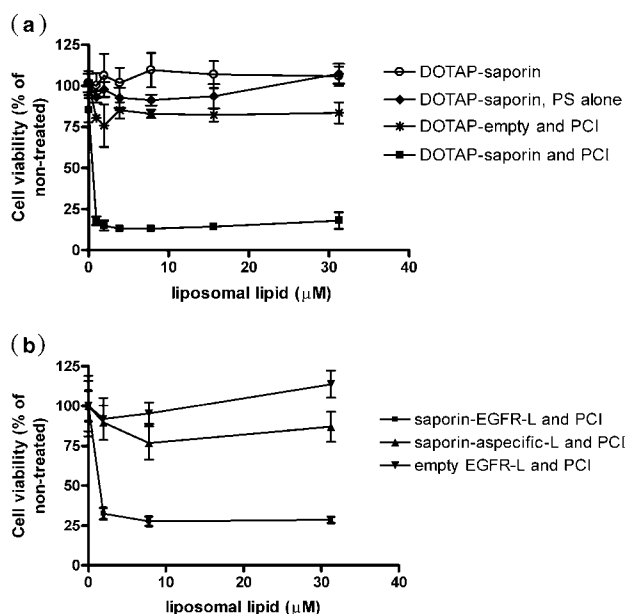 (a)
Cell viability (% of
non-treated)
125
100
75
50
25
0
0 10 20 30 40
liposomal lipid (µM)
DOTAP-saporin
DOTAP-saporin, PS alone
DOTAP-empty and PCI
DOTAP-saporin and PCI
(b)
Cell viability (% of
non-treated)
125
100
75
50
25
0
0 10 20 30 40
liposomal lipid (µM)
saporin-EGFR-L and PCI
saporin-aspecific-L and PCI
empty EGFR-L and PCI